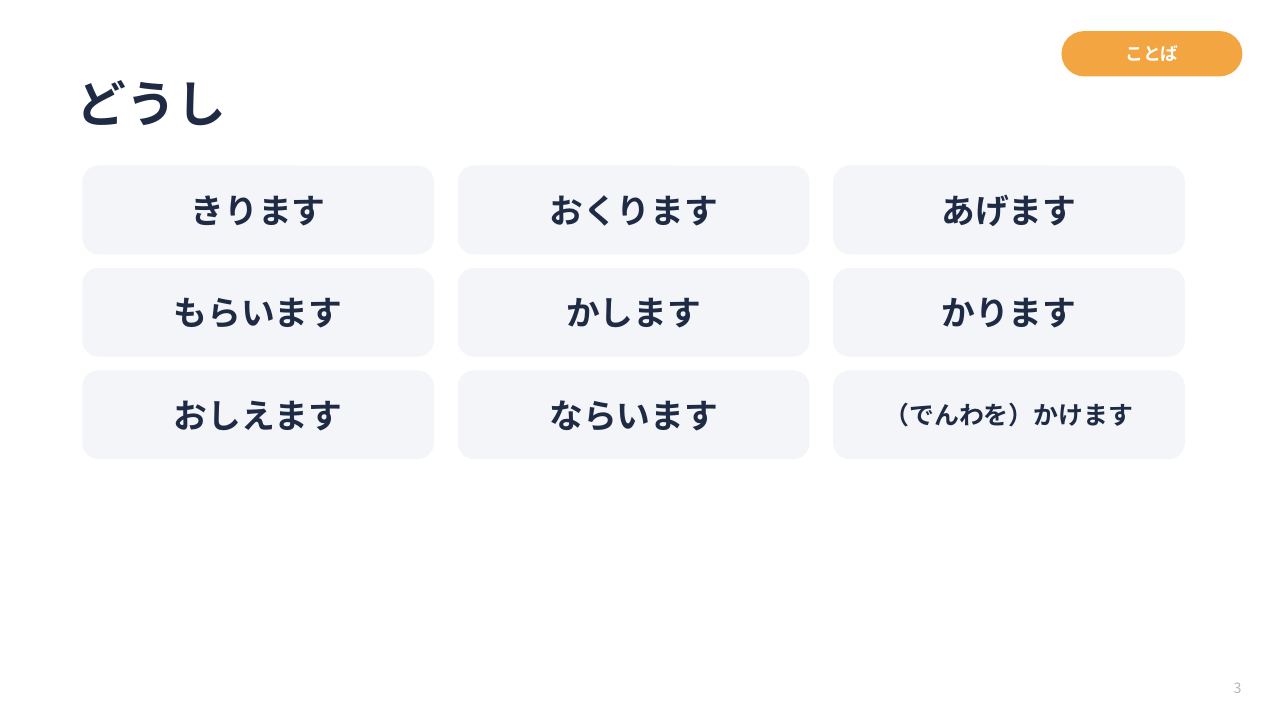 ことば
どうし
きります
おくります
あげます
もらいます
かします
かります
おしえます
ならいます
（でんわを）かけます
3